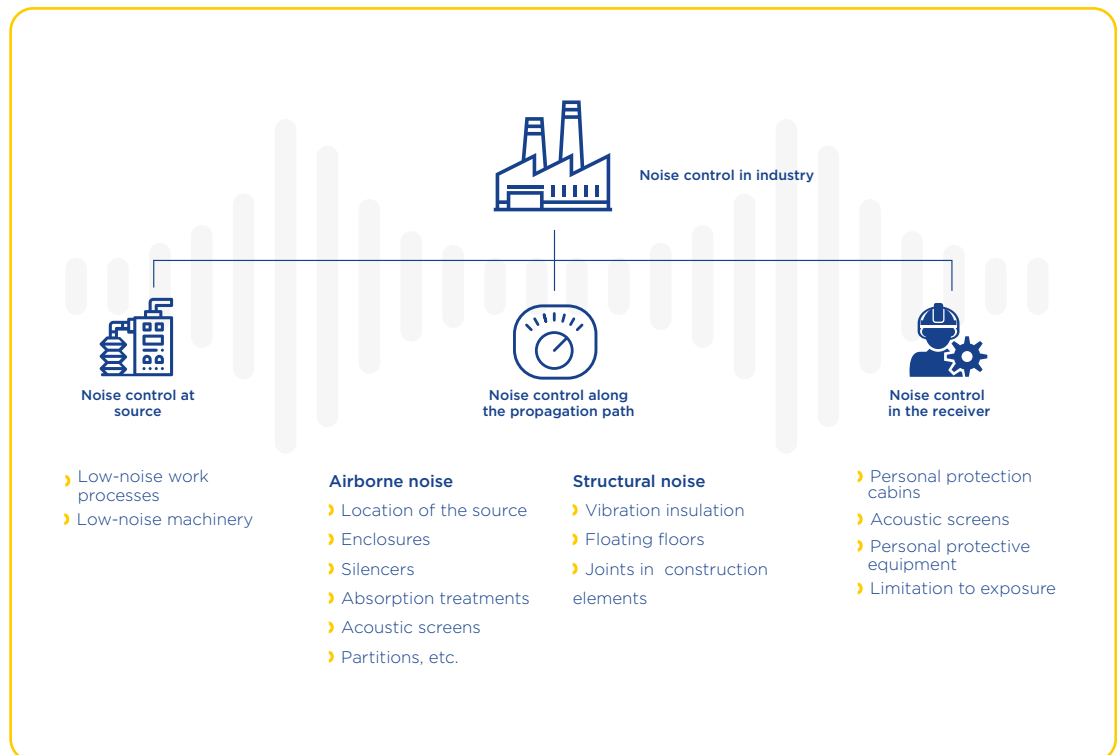 Noise control in industry
Noise control at
source
Noise control along
the propagation path
Noise control
in the receiver
Low-noise work
processes
Low-noise machinery
Airborne noise
Location of the source
Enclosures
Silencers
Absorption treatments
Acoustic screens
Partitions, etc.
Structural noise
Vibration insulation
Floating floors
Joints in construction
elements
Personal protection
cabins
Acoustic screens
Personal protective
equipment
Limitation to exposure